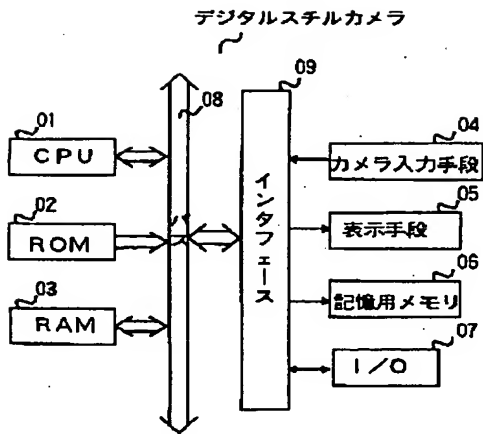 デジタルスチルカメラ
09
08
01
CPU
02
ROM
03
RAM
バス
インタフェース
04
カメラ入力手段
05
表示手段
06
記憶用メモリ
07
I/O